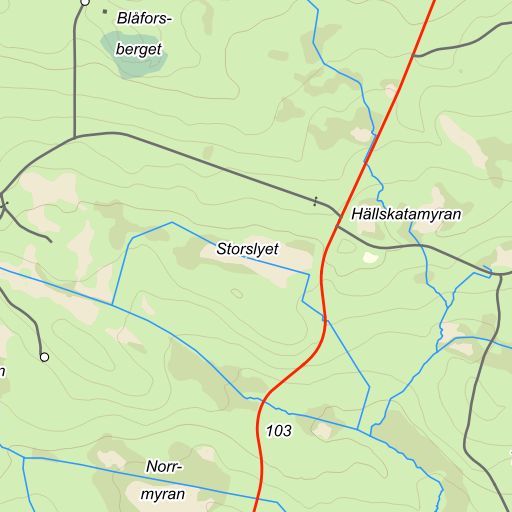 Blåfors-
berget
Hällskatamyran
Storslyet
103
Norr-
myran